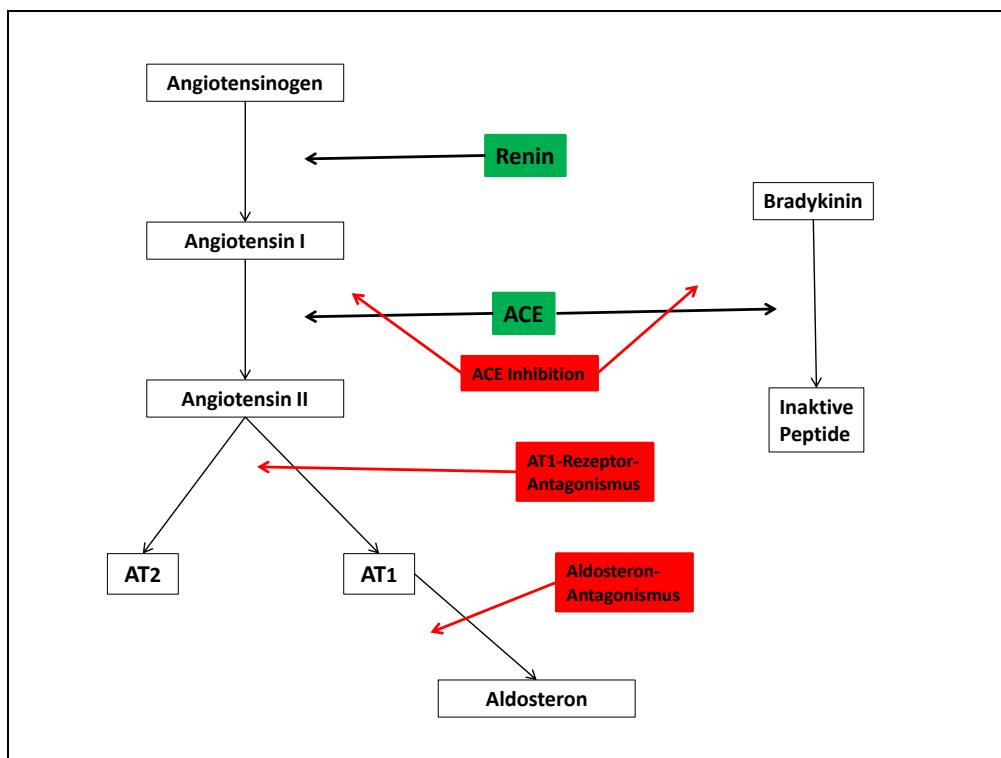 Angiotensinogen
Renin
Bradykinin
Angiotensin I
ACE
ACE Inhibition
Angiotensin II
Inaktive
Peptide
AT1-Rezeptor-
Antagonismus
AT2
AT1
Aldosteron-
Antagonismus
Aldosteron